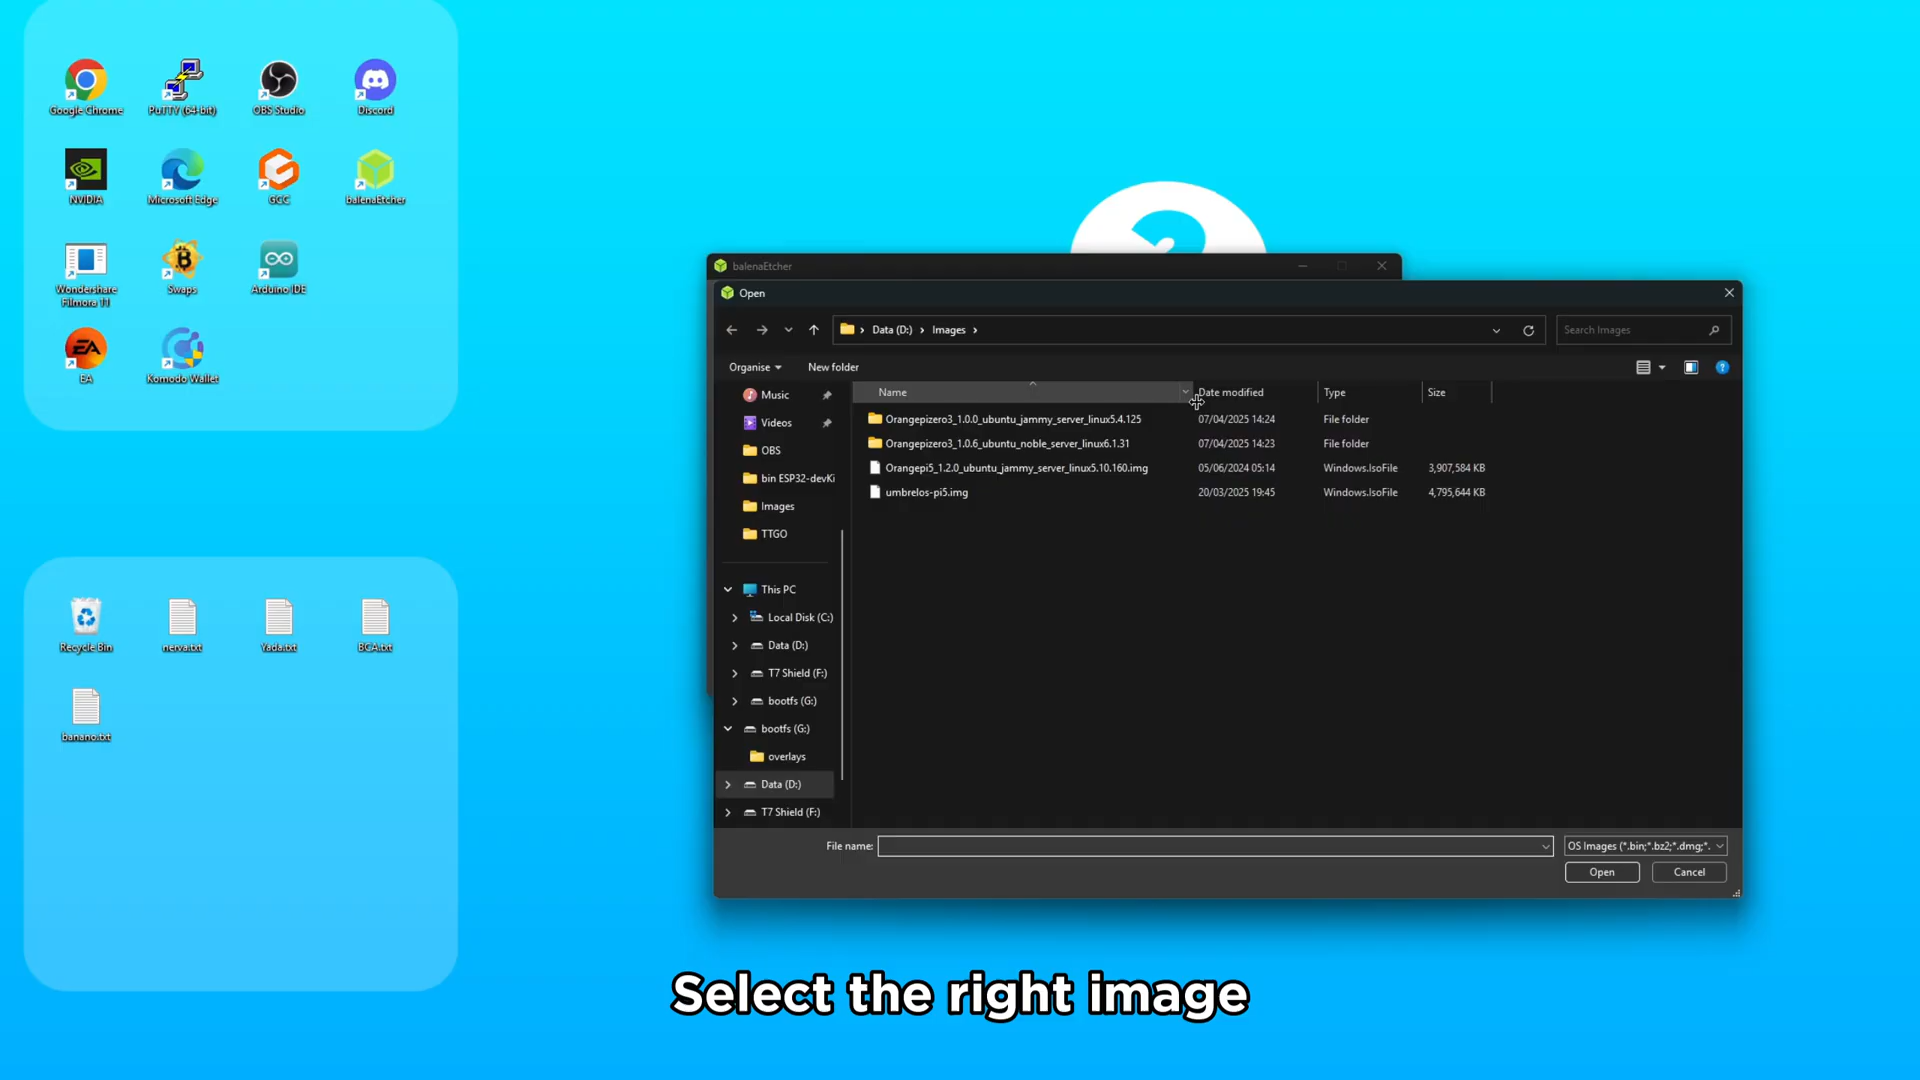 Google Chrome
PuTTY (64-bit)
OBS Studio
Discord
NVIDIA
Microsoft Edge
GCC
balenaEtcher
Wondershare
Filmora 11
Swaps
Arduino IDE
EA
Komodo Wallet
Recycle Bin
nerva.txt
Yada.txt
BCA.txt
banano.txt
balenaEtcher
Open
Data (D:)
Images
Search Images
Organise
New folder
Name
Date modified
Type
Size
Music
Videos
OBS
bin ESP32-devKi
Images
TTGO
This PC
Local Disk (C:)
Data (D:)
T7 Shield (F:)
bootfs (G:)
bootfs (G:)
overlays
Data (D:)
T7 Shield (F:)
Orangepizero3_1.0.0_ubuntu_jammy_server_linux5.4.125 07/04/2025 14:24 File folder
Orangepizero3_1.0.6_ubuntu_noble_server_linux6.1.31 07/04/2025 14:23 File folder
Orangepi5_1.2.0_ubuntu_jammy_server_linux5.10.160.img 05/06/2024 05:14 Windows.IsoFile 3,907,584 KB
umbrelos-pi5.img 20/03/2025 19:45 Windows.IsoFile 4,795,644 KB
File name:
OS Images (*.bin;*.bz2;*.dmg;*.
Open
Cancel
Select the right image